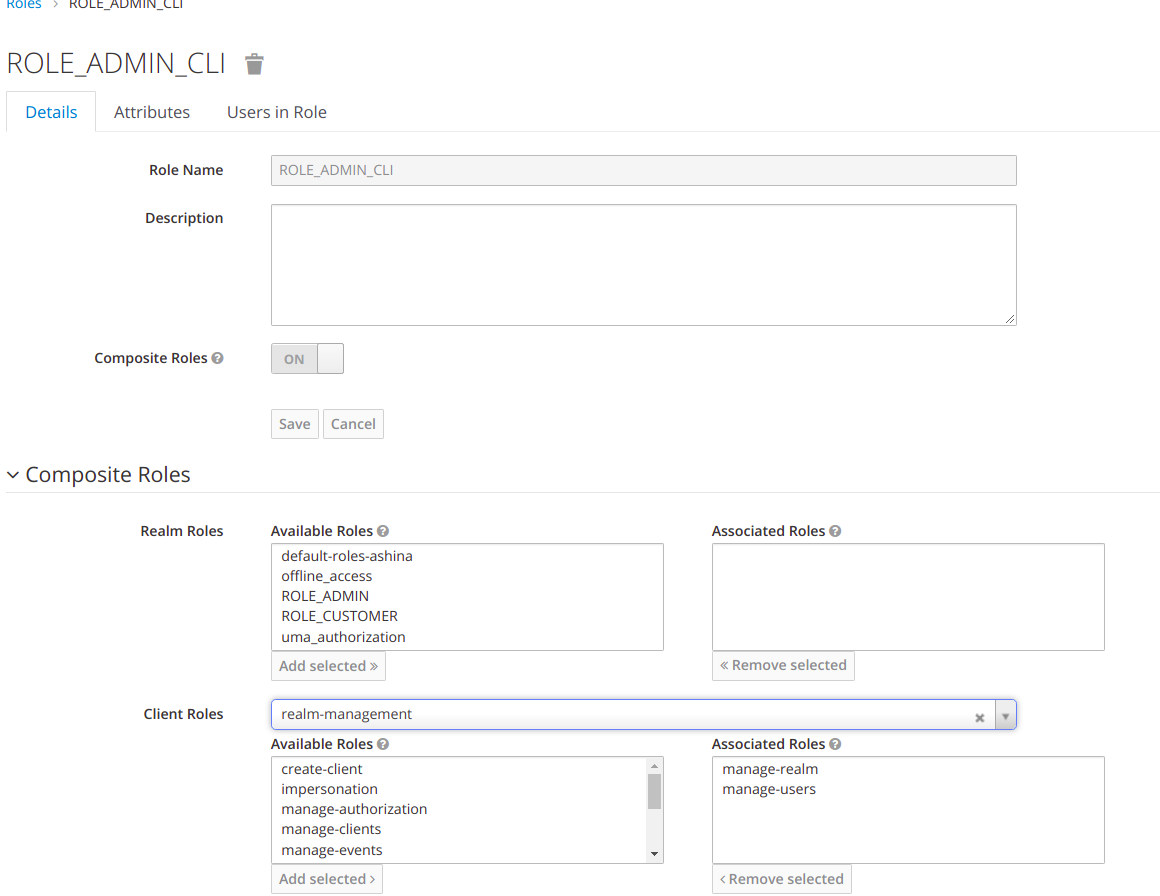 Roles > ROLE_ADMIN_CLI
ROLE_ADMIN_CLI
Details Attributes Users in Role
Role Name ROLE_ADMIN_CLI
Description
Composite Roles ON
Save Cancel
Composite Roles
Realm Roles Available Roles Associated Roles
default-roles-ashina
offline_access
ROLE_ADMIN
ROLE_CUSTOMER
uma_authorization
Add selected » « Remove selected
Client Roles realm-management
Available Roles Associated Roles
create-client manage-realm
impersonation manage-users
manage-authorization
manage-clients
manage-events
Add selected > < Remove selected